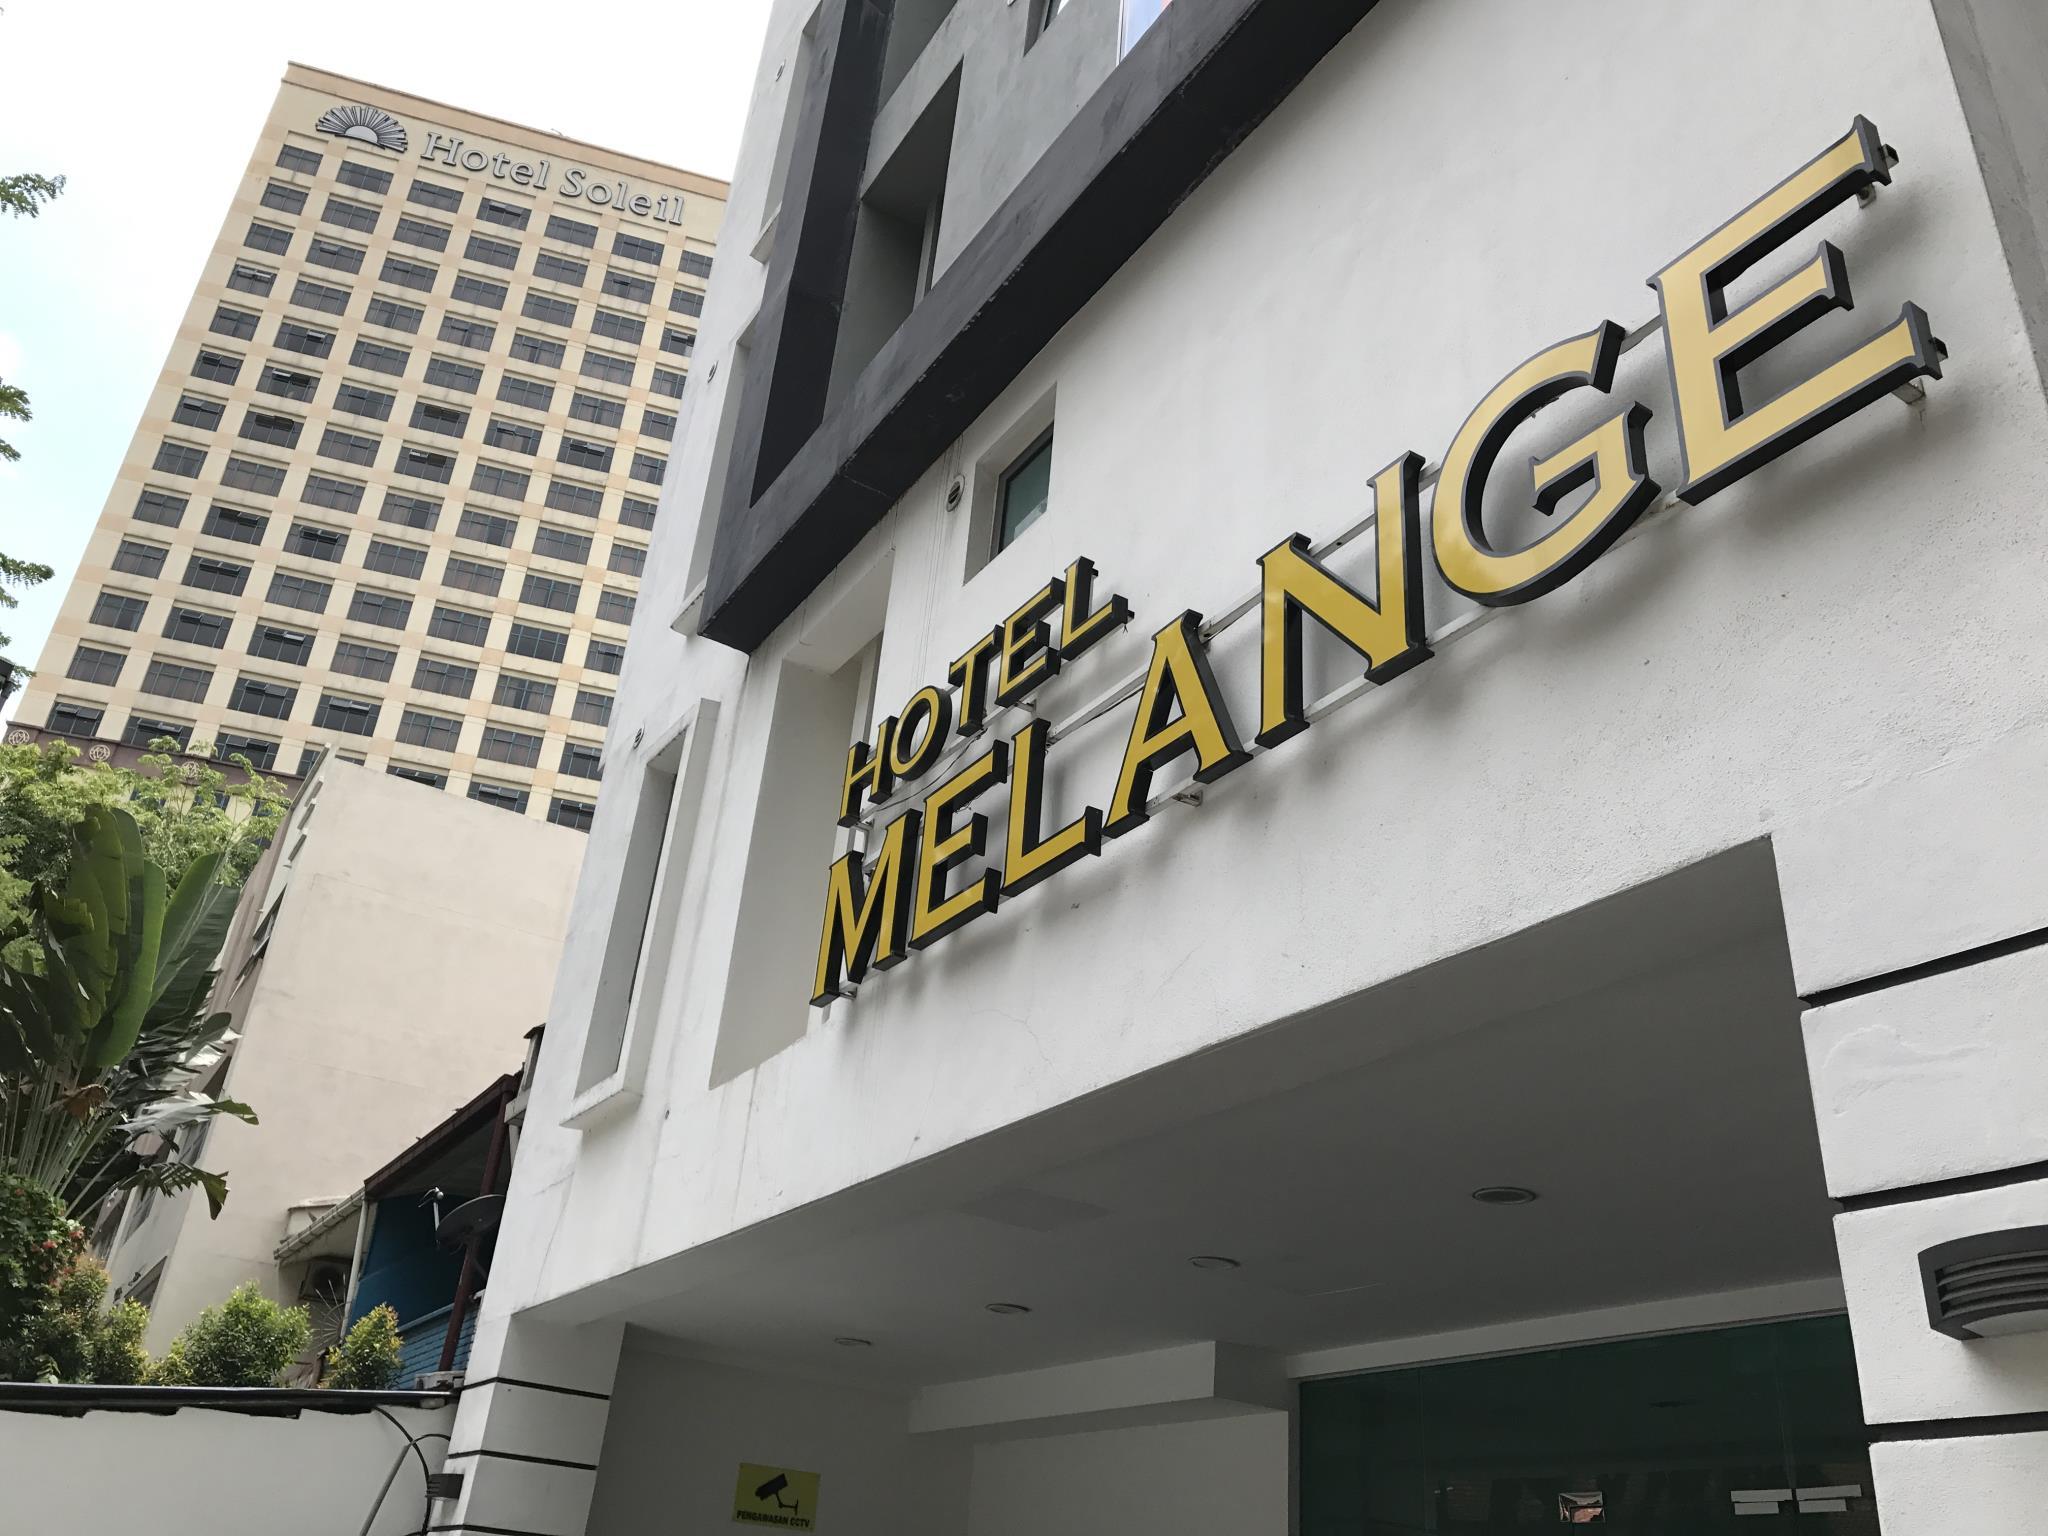 Hotel Soleil
HOTEL
MELANGE
PENGAWASAN CCTV